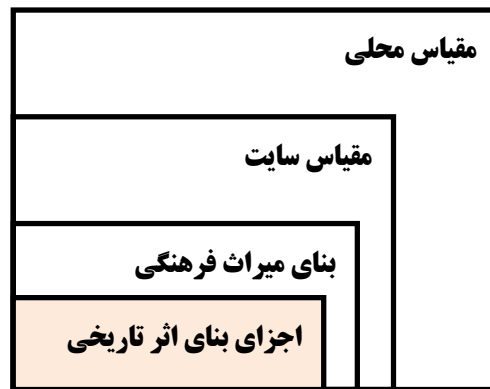 مقیاس محلی
مقیاس سایت
بنای میراث فرهنگی
اجزای بنای اثر تاریخی